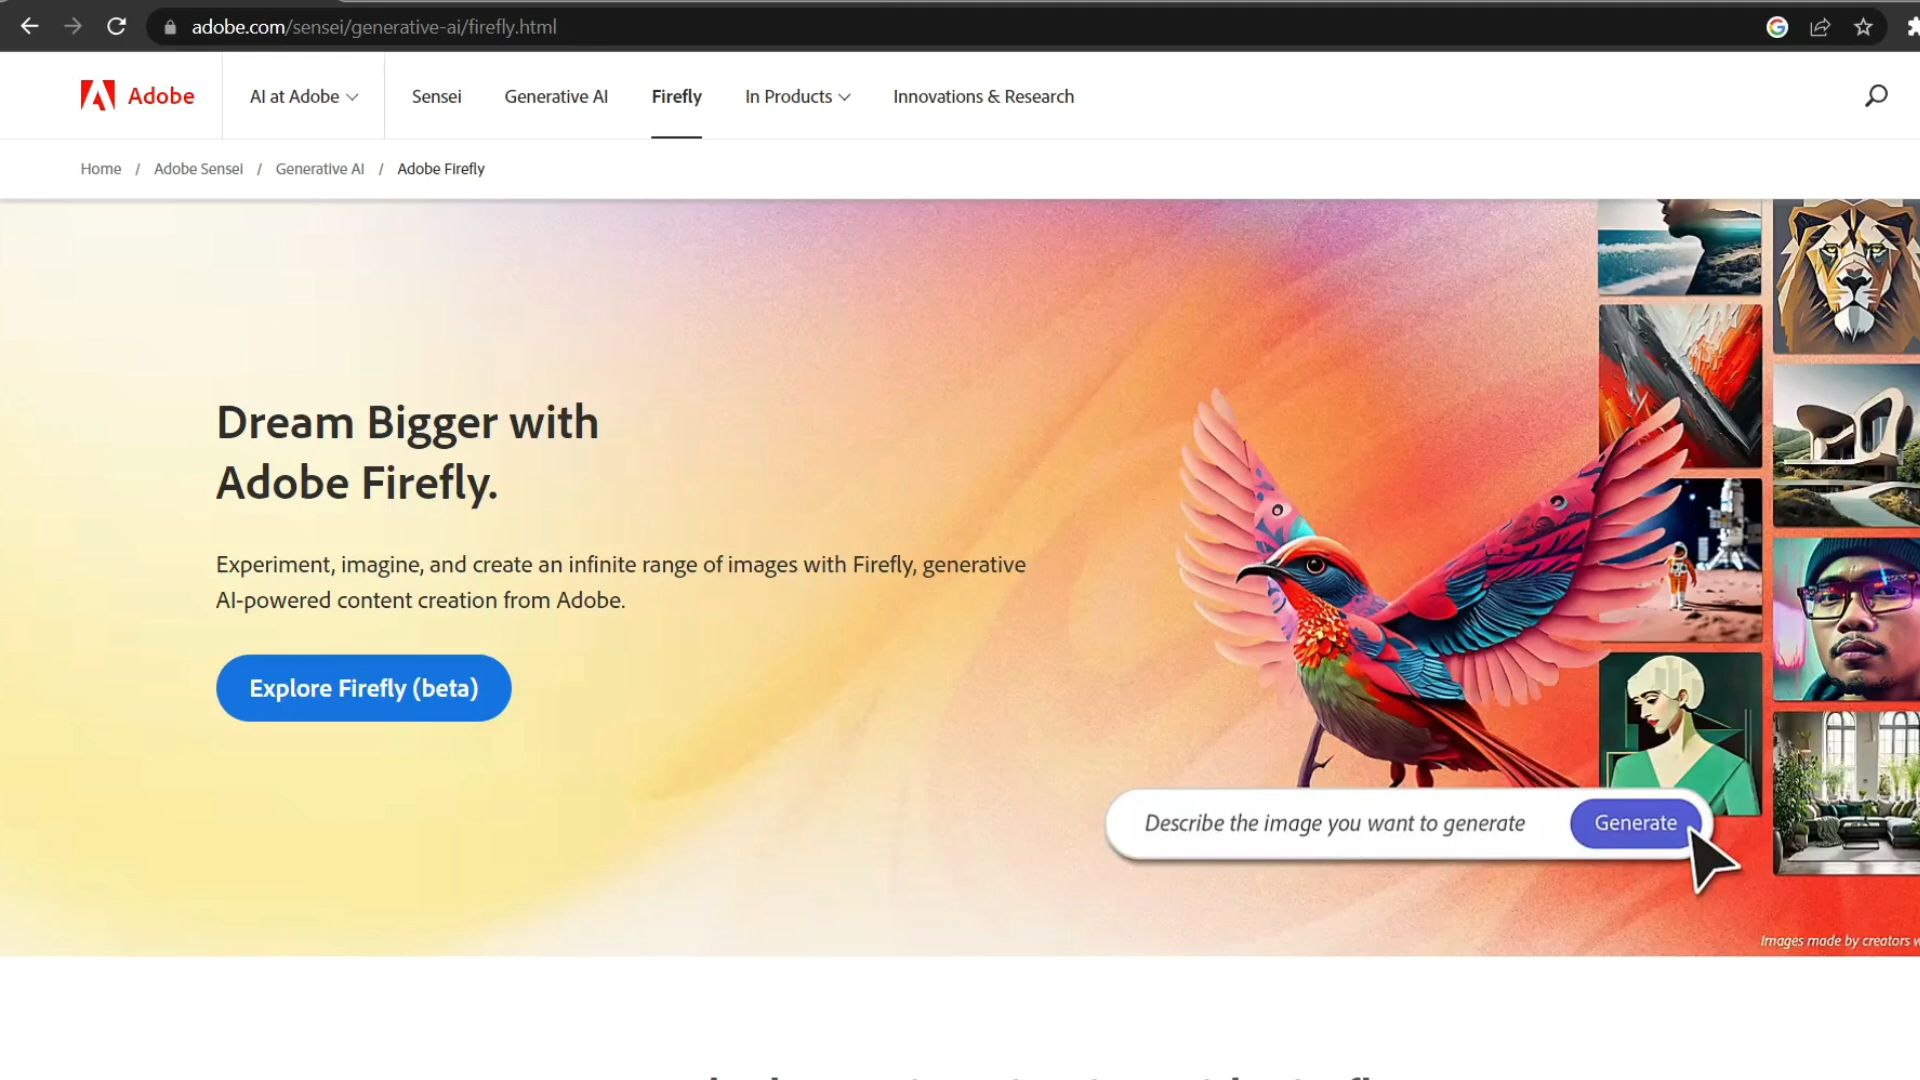 adobe.com/sensei/generative-ai/firefly.html
Adobe
AI at Adobe
Sensei
Generative AI
Firefly
In Products
Innovations & Research
Home / Adobe Sensei / Generative AI / Adobe Firefly
Dream Bigger with
Adobe Firefly.
Experiment, imagine, and create an infinite range of images with Firefly, generative
AI-powered content creation from Adobe.
Explore Firefly (beta)
Describe the image you want to generate
Generate
Images made by creators